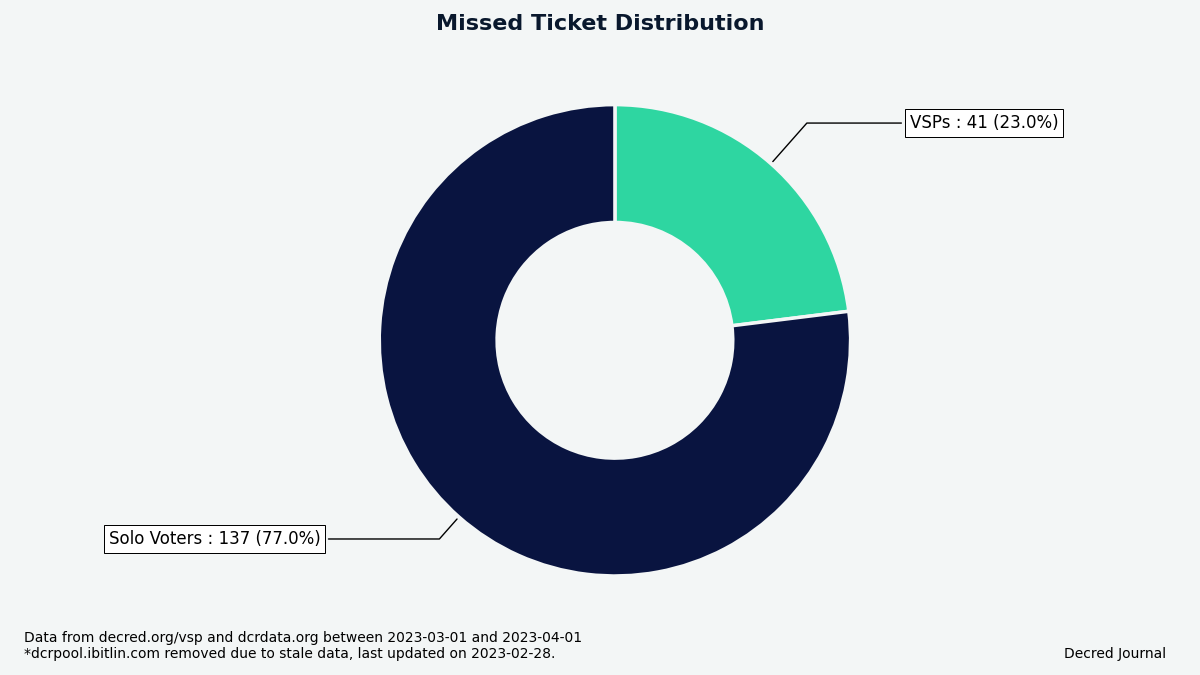 Missed Ticket Distribution
VSPs : 41 (23.0%)
Solo Voters : 137 (77.0%)
Data from decred.org/vsp and dcrdata.org between 2023-03-01 and 2023-04-01
*dcrpool.ibitlin.com removed due to stale data, last updated on 2023-02-28.
Decred Journal